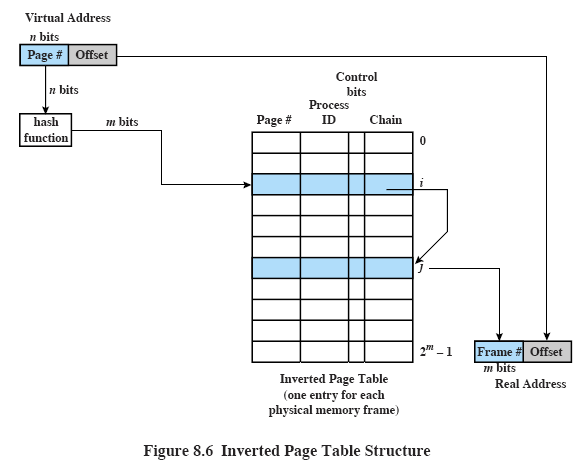 Virtual Address
n bits
Page # Offset
n bits
hash
function
m bits
Control
bits
Process
Page # ID Chain
0
i
j
2^m – 1
Frame # Offset
m bits
Real Address
Inverted Page Table
(one entry for each
physical memory frame)
Figure 8.6 Inverted Page Table Structure